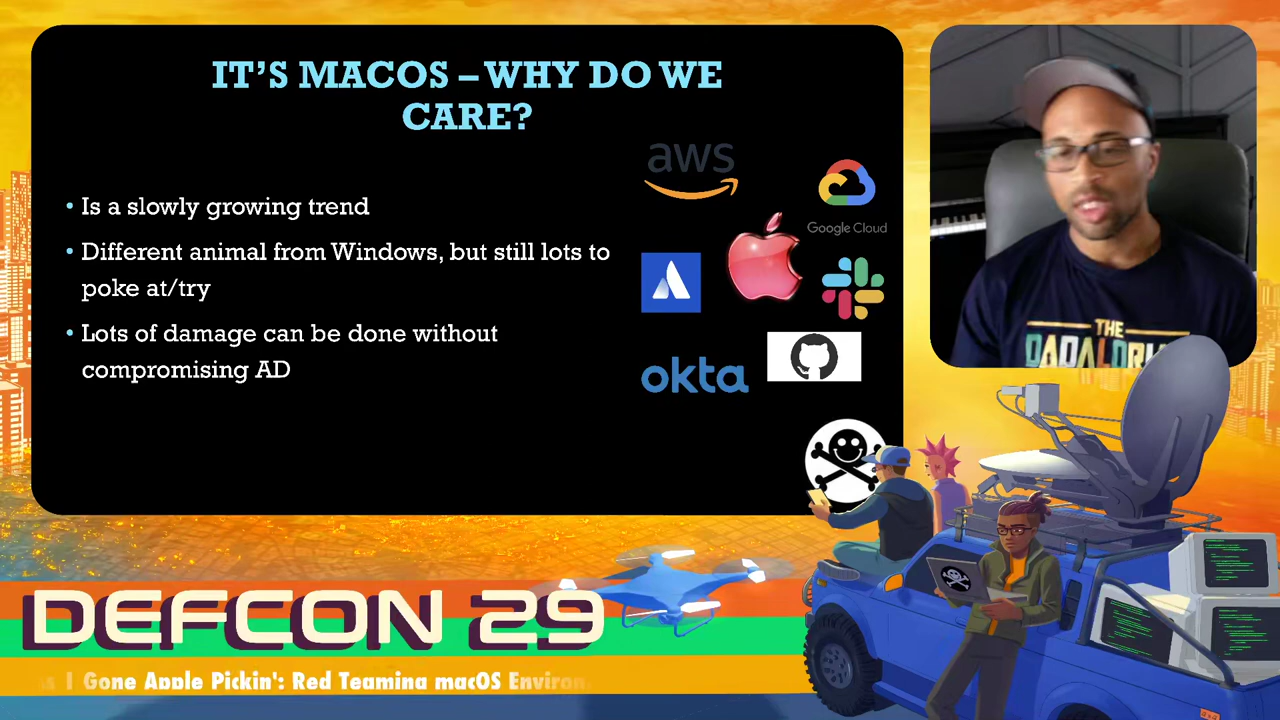 IT'S MACOS – WHY DO WE
CARE?
• Is a slowly growing trend
• Different animal from Windows, but still lots to
poke at/try
• Lots of damage can be done without
compromising AD
aws
Google Cloud
okta
THE
DEFCON 29
I Gone Apple Pickin': Red Teaming macOS